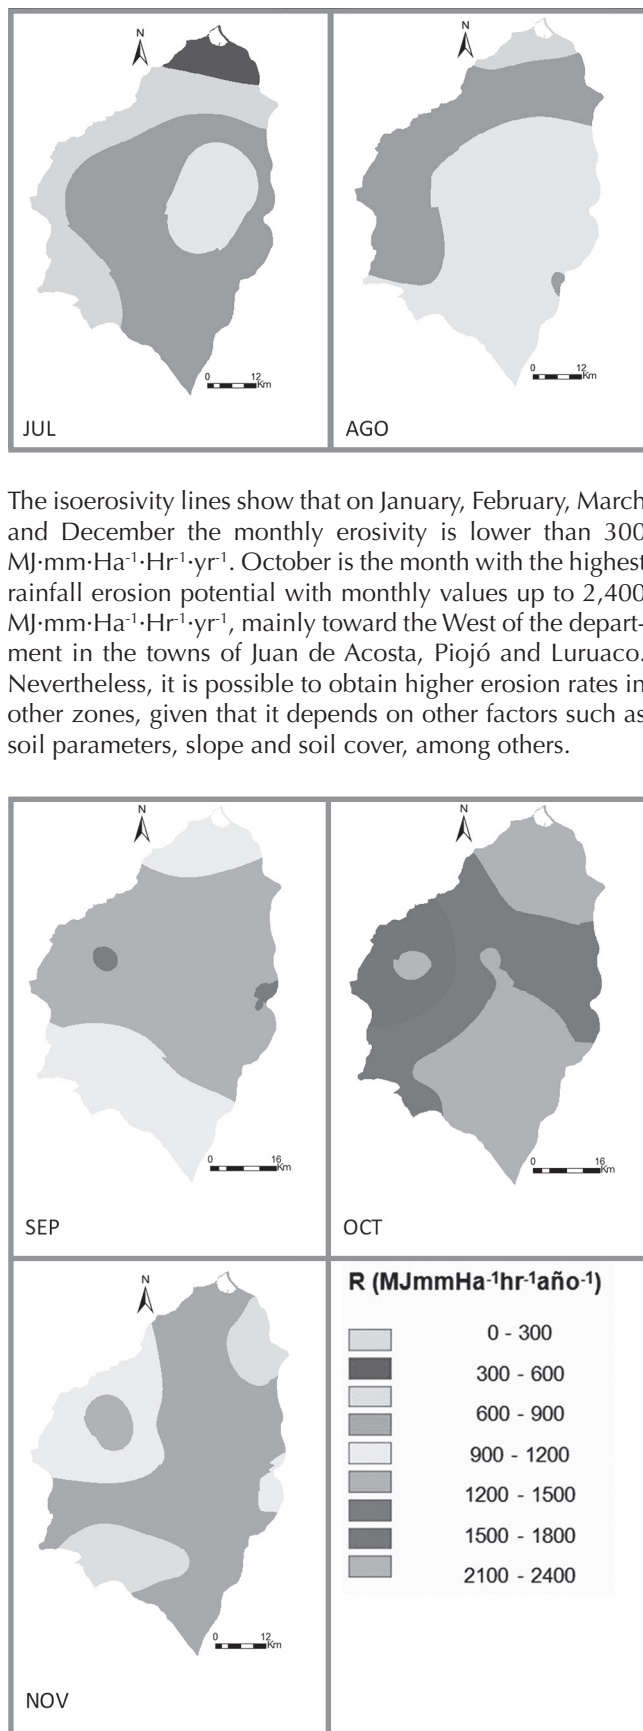 N
0 12
Km
JUL
N
0 12
Km
AGO
The isoerosivity lines show that on January, February, March
and December the monthly erosivity is lower than 300
MJ·mm·Ha⁻¹·Hr⁻¹·yr⁻¹. October is the month with the highest
rainfall erosion potential with monthly values up to 2,400
MJ·mm·Ha⁻¹·Hr⁻¹·yr⁻¹, mainly toward the West of the depart-
ment in the towns of Juan de Acosta, Piojó and Luruaco.
Nevertheless, it is possible to obtain higher erosion rates in
other zones, given that it depends on other factors such as
soil parameters, slope and soil cover, among others.
N
0 16
Km
SEP
N
0 16
Km
OCT
N
0 12
Km
NOV
R (MJmmHa⁻¹hr⁻¹año⁻¹)
0 - 300
300 - 600
600 - 900
900 - 1200
1200 - 1500
1500 - 1800
2100 - 2400